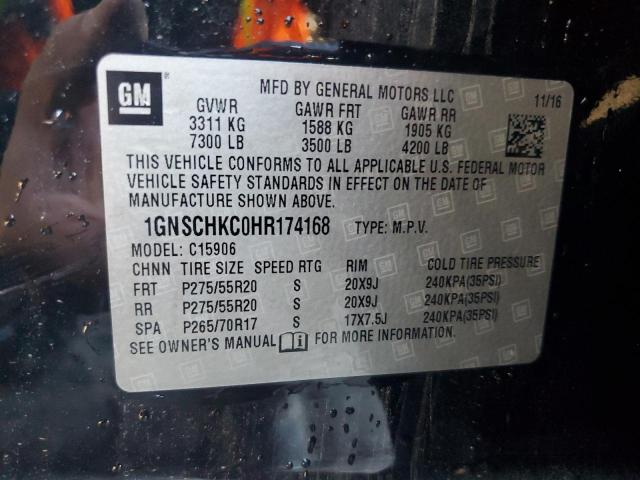 GM
MFD BY GENERAL MOTORS LLC 11/16
GVWR GAWR FRT GAWR RR
3311 KG 1588 KG 1905 KG
7300 LB 3500 LB 4200 LB
THIS VEHICLE CONFORMS TO ALL APPLICABLE U.S. FEDERAL MOTOR
VEHICLE SAFETY STANDARDS IN EFFECT ON THE DATE OF
MANUFACTURE SHOWN ABOVE.
1GNSCHKC0HR174168 TYPE: M.P.V.
MODEL: C15906
CHNN TIRE SIZE SPEED RTG RIM COLD TIRE PRESSURE
FRT P275/55R20 S 20X9J 240KPA(35PSI)
RR P275/55R20 S 20X9J 240KPA(35PSI)
SPA P265/70R17 S 17X7.5J 240KPA(35PSI)
SEE OWNER'S MANUAL FOR MORE INFORMATION.